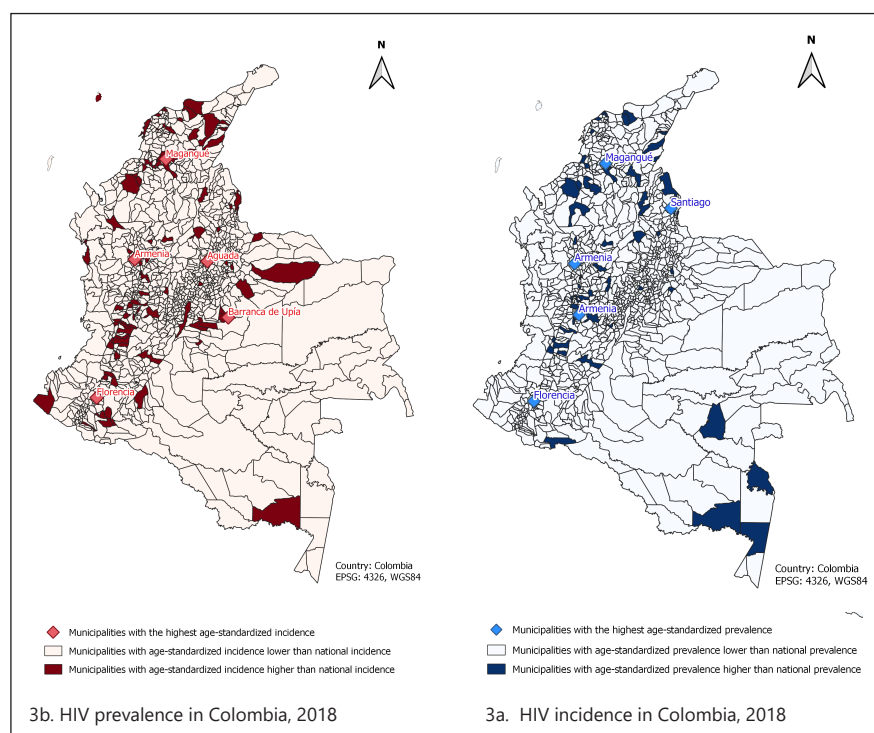 N
Magangué
Armenia
Aguada
Barranca de Upía
Florencia
Country: Colombia
EPSG: 4326, WGS84
Municipalities with the highest age-standardized incidence
Municipalities with age-standardized incidence lower than national incidence
Municipalities with age-standardized incidence higher than national incidence
3b. HIV prevalence in Colombia, 2018
N
Magangué
Santiago
Armenia
Armenia
Florencia
Country: Colombia
EPSG: 4326, WGS84
Municipalities with the highest age-standardized prevalence
Municipalities with age-standardized prevalence lower than national prevalence
Municipalities with age-standardized prevalence higher than national prevalence
3a. HIV incidence in Colombia, 2018